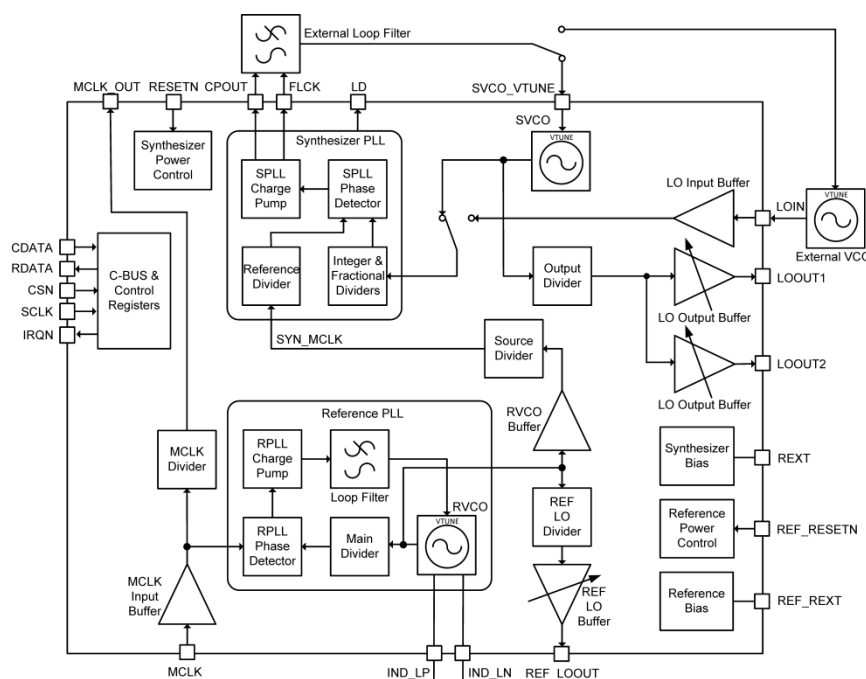 External Loop Filter
MCLK_OUT
RESETN
CPOUT
FLCK
LD
SVCO_VTUNE
Synthesizer
Power
Control
Synthesizer PLL
SPLL
Charge
Pump
SPLL
Phase
Detector
SVCO
VTUNE
LO Input Buffer
LOIN
VTUNE
External VCO
CDATA
RDATA
CSN
SCLK
IRQN
C-BUS &
Control
Registers
Reference
Divider
Integer &
Fractional
Dividers
Output
Divider
LOOUT1
LO Output Buffer
SYN_MCLK
Source
Divider
LOOUT2
LO Output Buffer
Reference PLL
RVCO
Buffer
MCLK
Divider
RPLL
Charge
Pump
Loop Filter
RVCO
VTUNE
Synthesizer
Bias
REXT
RPLL
Phase
Detector
Main
Divider
REF
LO
Divider
Reference
Power
Control
REF_RESETN
MCLK
Input
Buffer
REF
LO
Buffer
Reference
Bias
REF_REXT
MCLK
IND_LP
IND_LN
REF_LOOUT